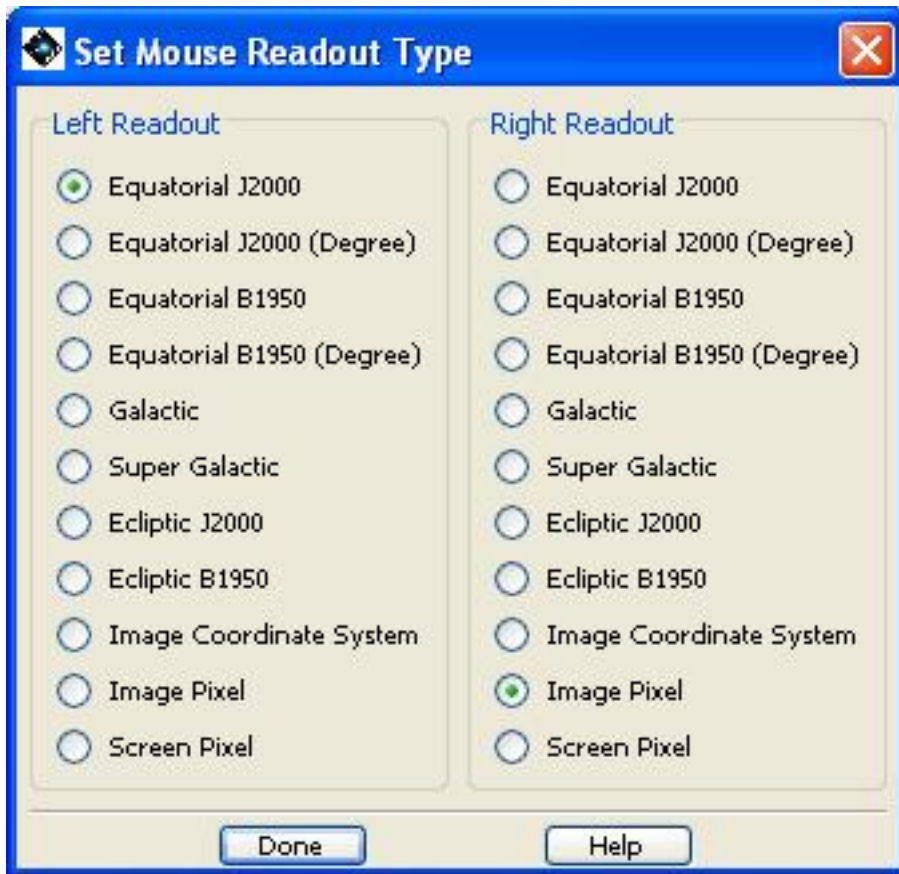 Set Mouse Readout Type
Left Readout
Equatorial J2000
Equatorial J2000 (Degree)
Equatorial B1950
Equatorial B1950 (Degree)
Galactic
Super Galactic
Ecliptic J2000
Ecliptic B1950
Image Coordinate System
Image Pixel
Screen Pixel
Right Readout
Equatorial J2000
Equatorial J2000 (Degree)
Equatorial B1950
Equatorial B1950 (Degree)
Galactic
Super Galactic
Ecliptic J2000
Ecliptic B1950
Image Coordinate System
Image Pixel
Screen Pixel
Done
Help